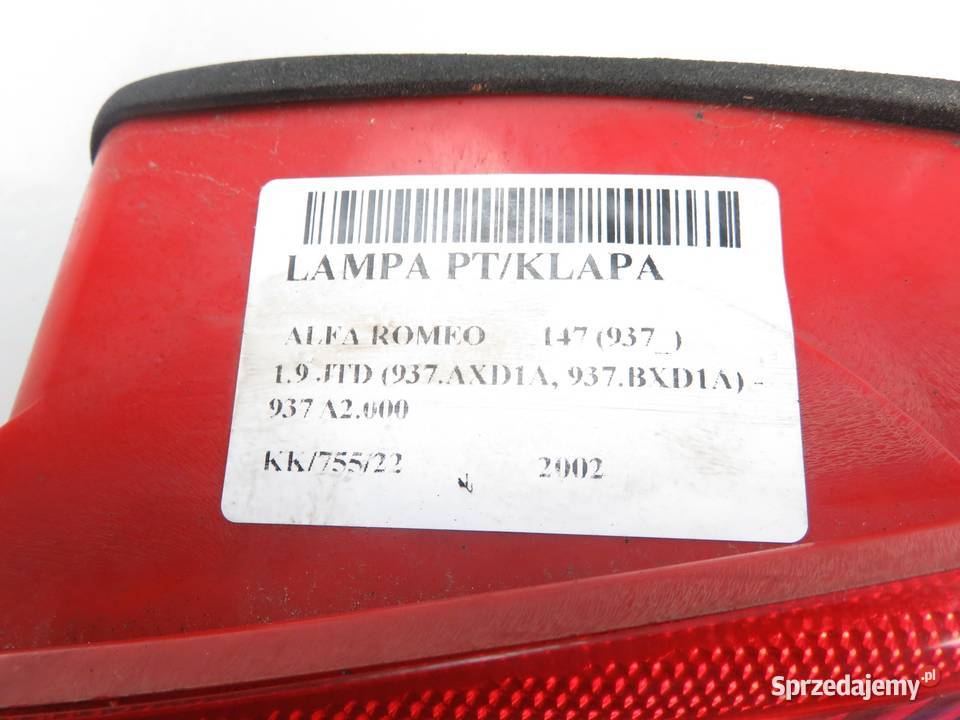 LAMPA PT/KLAPA
ALFA ROMEO 147 (937_)
1.9 JTD (937.AXD1A, 937.BXD1A) -
937 A2.000
KK/755/22 2002
Sprzedajemy.pl